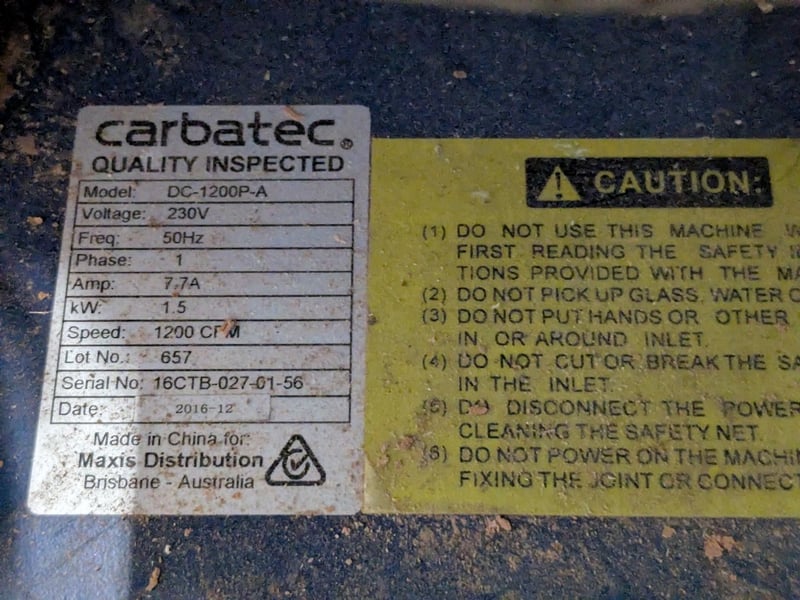 carbatec®
QUALITY INSPECTED
Model: DC-1200P-A
Voltage: 230V
Freq: 50Hz
Phase: 1
Amp: 7.7A
kW: 1.5
Speed: 1200 CFM
Lot No.: 657
Serial No: 16CTB-027-01-56
Date: 2016-12
Made in China for:
Maxis Distribution
Brisbane - Australia
CAUTION:
(1) DO NOT USE THIS MACHINE
FIRST READING THE SAFETY
TIONS PROVIDED WITH THE
(2) DO NOT PICK UP GLASS, WATER
(3) DO NOT PUT HANDS OR OTHER
IN OR AROUND INLET.
(4) DO NOT CUT OR BREAK THE
IN THE INLET.
(5) DISCONNECT THE POWER
CLEANING THE SAFETY NET.
(6) DO NOT POWER ON THE
FIXING THE JOINT OR